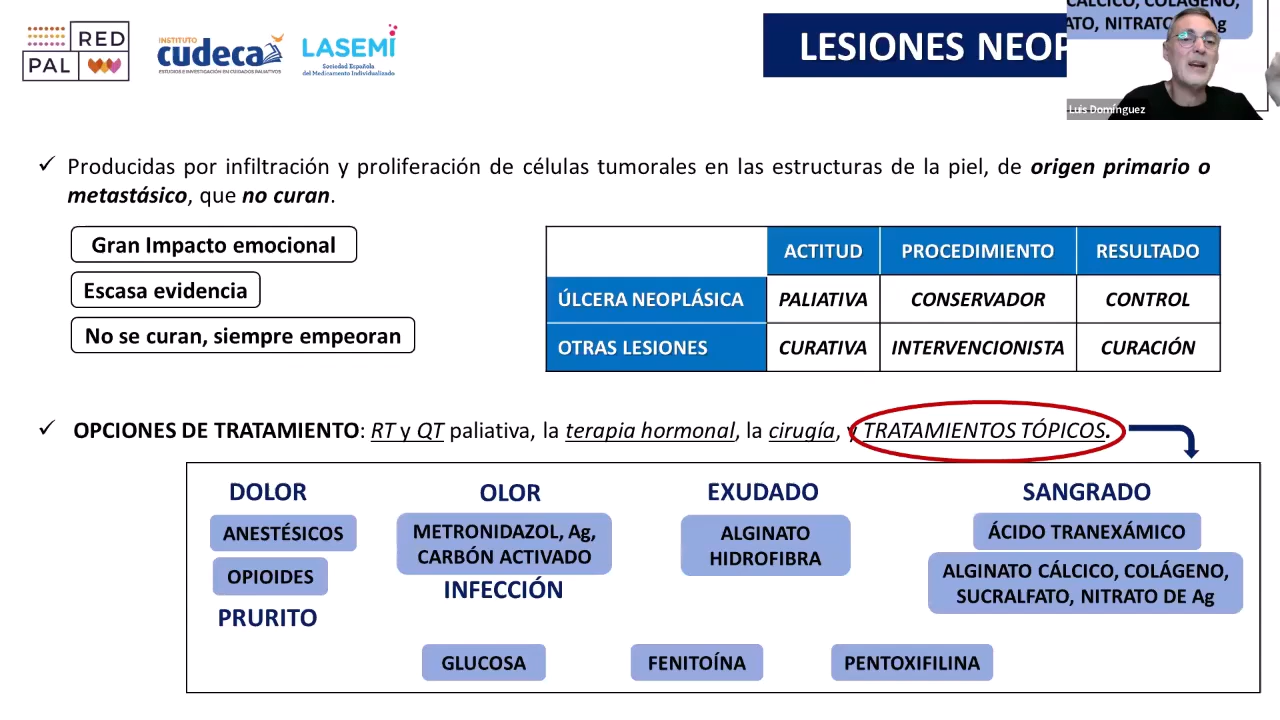 RED
PAL
INSTITUTO
cudeca
ESTUDIOS E INVESTIGACIÓN EN CUIDADOS PALIATIVOS
LASEMI
Sociedad Española
del Medicamento Individualizado
LESIONES NEOP
CÁLCICO, COLÁGENO,
ATO, NITRATO Ag
Luis Domínguez
✓ Producidas por infiltración y proliferación de células tumorales en las estructuras de la piel, de origen primario o
metastásico, que no curan.
Gran Impacto emocional
Escasa evidencia
No se curan, siempre empeoran
ACTITUD PROCEDIMIENTO RESULTADO
ÚLCERA NEOPLÁSICA PALIATIVA CONSERVADOR CONTROL
OTRAS LESIONES CURATIVA INTERVENCIONISTA CURACIÓN
✓ OPCIONES DE TRATAMIENTO: RT y QT paliativa, la terapia hormonal, la cirugía, y TRATAMIENTOS TÓPICOS.
DOLOR
ANESTÉSICOS
OPIOIDES
PRURITO
OLOR
METRONIDAZOL, Ag,
CARBÓN ACTIVADO
INFECCIÓN
EXUDADO
ALGINATO
HIDROFIBRA
SANGRADO
ÁCIDO TRANEXÁMICO
ALGINATO CÁLCICO, COLÁGENO,
SUCRALFATO, NITRATO DE Ag
GLUCOSA
FENITOÍNA
PENTOXIFILINA